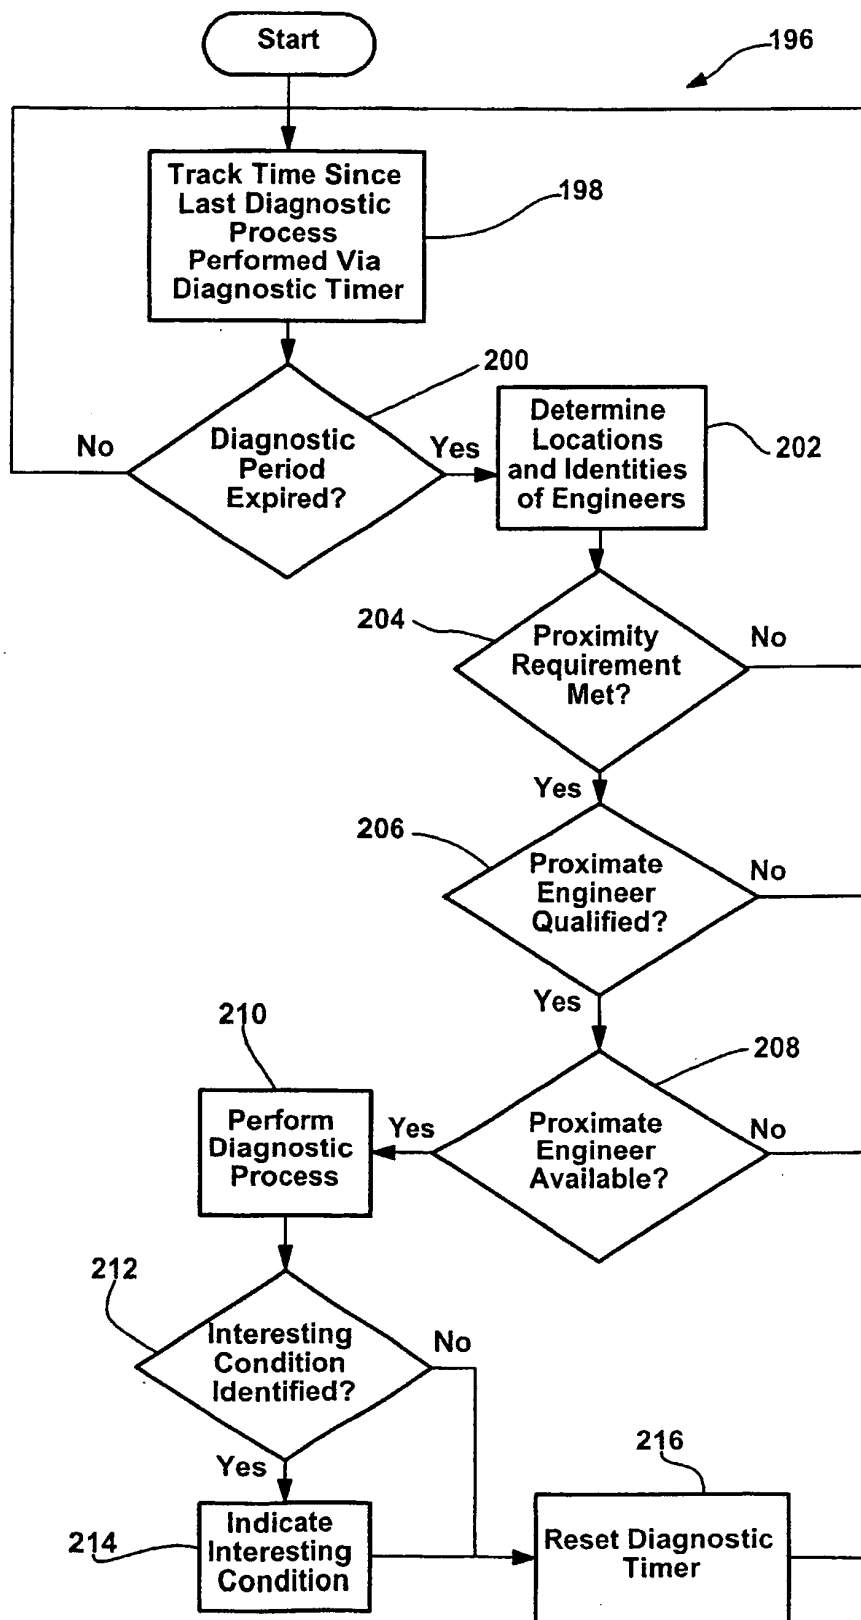 Start
196
Track Time Since
Last Diagnostic
Process
Performed Via
Diagnostic Timer
198
200
Diagnostic
Period
Expired?
No
Yes
Determine
Locations
and Identities
of Engineers
202
204
Proximity
Requirement
Met?
No
Yes
206
Proximate
Engineer
Qualified?
No
Yes
208
Proximate
Engineer
Available?
No
Yes
210
Perform
Diagnostic
Process
212
Interesting
Condition
Identified?
No
Yes
214
Indicate
Interesting
Condition
216
Reset Diagnostic
Timer